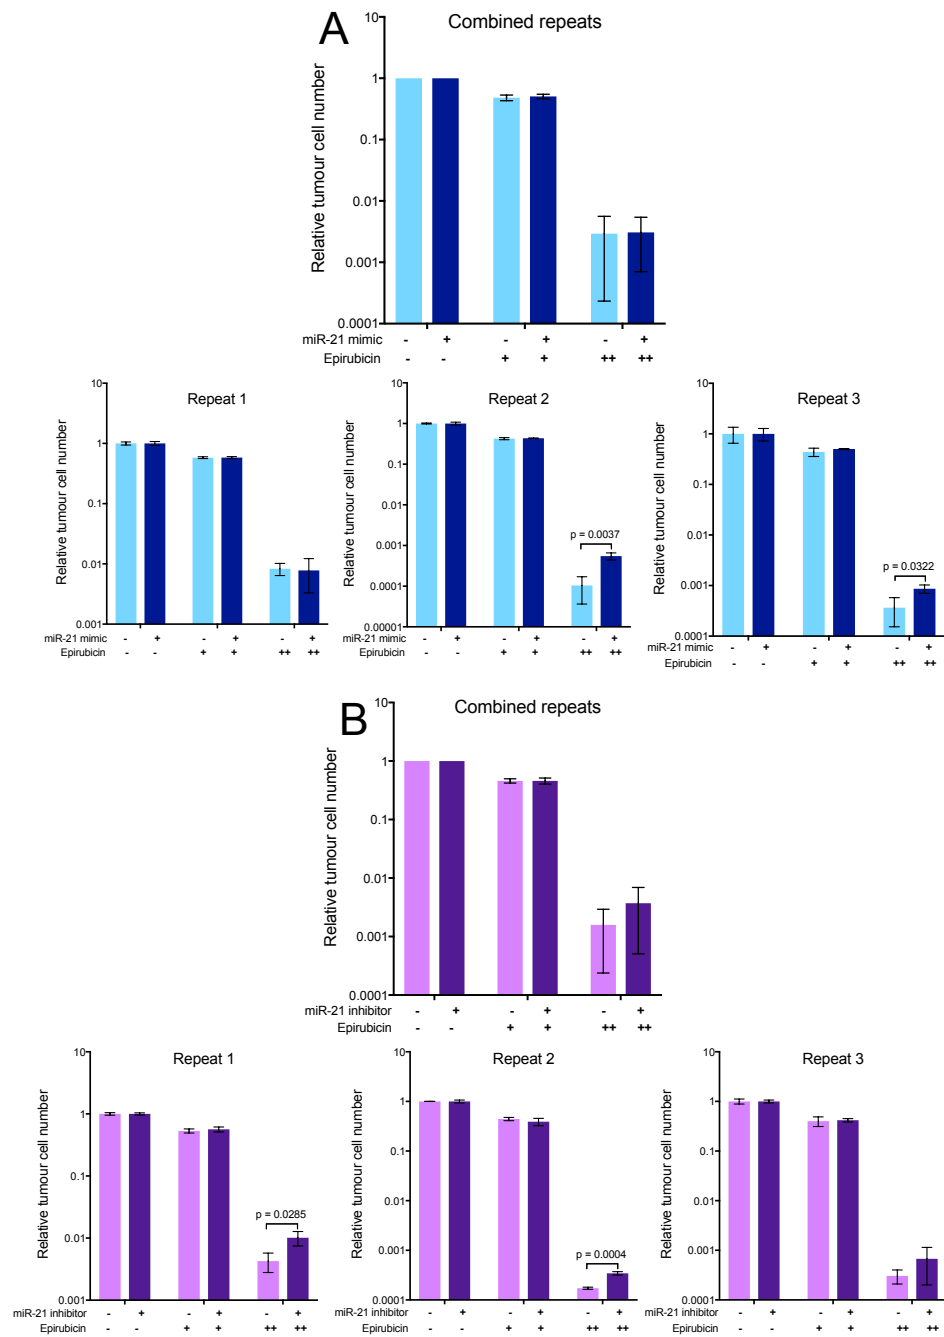 A
Combined repeats
Relative tumour cell number
10
1
0.1
0.01
0.001
0.0001
miR-21 mimic - + - + - +
Epirubicin - - + + ++ ++
Repeat 1
Relative tumour cell number
10
1
0.1
0.01
0.001
miR-21 mimic - + - + - +
Epirubicin - - + + ++ ++
Repeat 2
Relative tumour cell number
10
1
0.1
0.01
0.001
0.0001
0.00001
p = 0.0037
miR-21 mimic - + - + - +
Epirubicin - - + + ++ ++
Repeat 3
Relative tumour cell number
10
1
0.1
0.01
0.001
0.0001
p = 0.0322
miR-21 mimic - + - + - +
Epirubicin - - + + ++ ++
B
Combined repeats
Relative tumour cell number
10
1
0.1
0.01
0.001
0.0001
miR-21 inhibitor - + - + - +
Epirubicin - - + + ++ ++
Repeat 1
Relative tumour cell number
10
1
0.1
0.01
0.001
p = 0.0285
miR-21 inhibitor - + - + - +
Epirubicin - - + + ++ ++
Repeat 2
Relative tumour cell number
10
1
0.1
0.01
0.001
0.0001
p = 0.0004
miR-21 inhibitor - + - + - +
Epirubicin - - + + ++ ++
Repeat 3
Relative tumour cell number
10
1
0.1
0.01
0.001
0.0001
miR-21 inhibitor - + - + - +
Epirubicin - - + + ++ ++